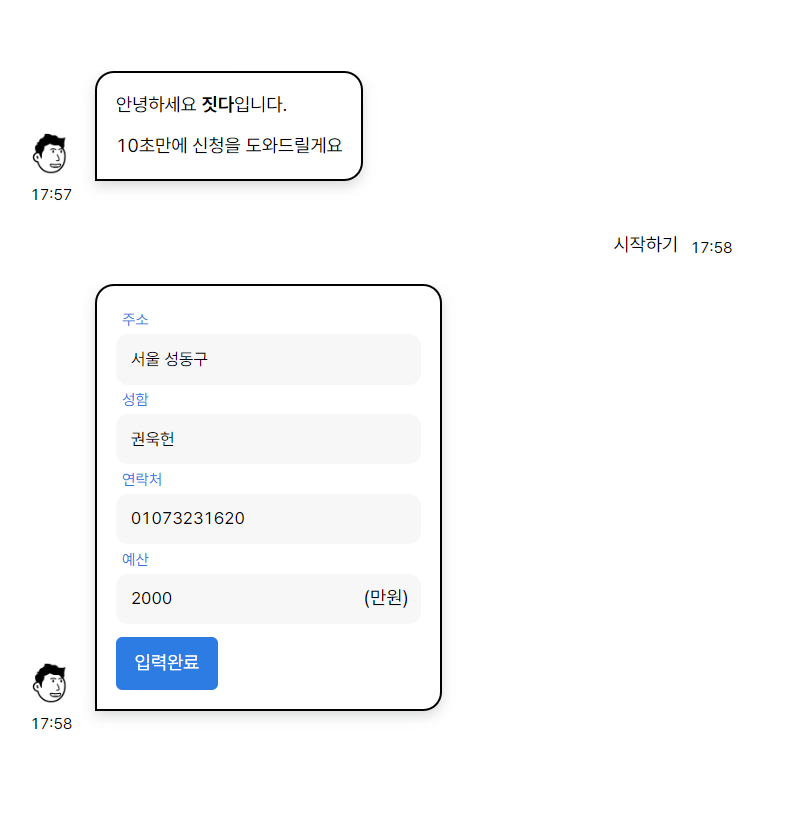 안녕하세요 짓다입니다.
10초만에 신청을 도와드릴게요
17:57
시작하기 17:58
주소
서울 성동구
성함
권욱헌
연락처
01073231620
예산
2000 (만원)
입력완료
17:58